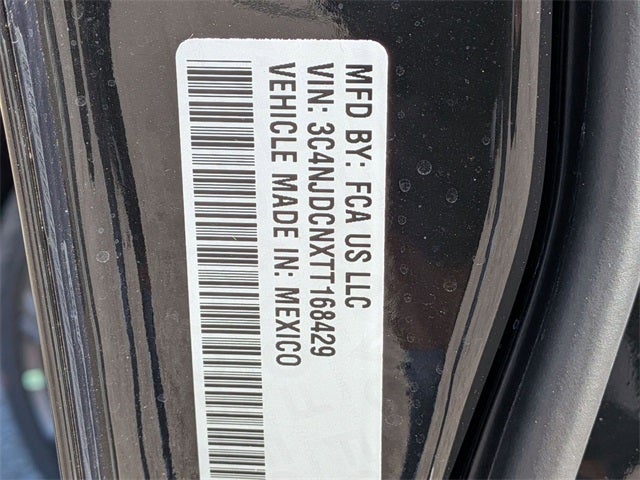 MFD BY: FCA US LLC
VIN: 3C4NJDCNXTT168429
VEHICLE MADE IN: MEXICO